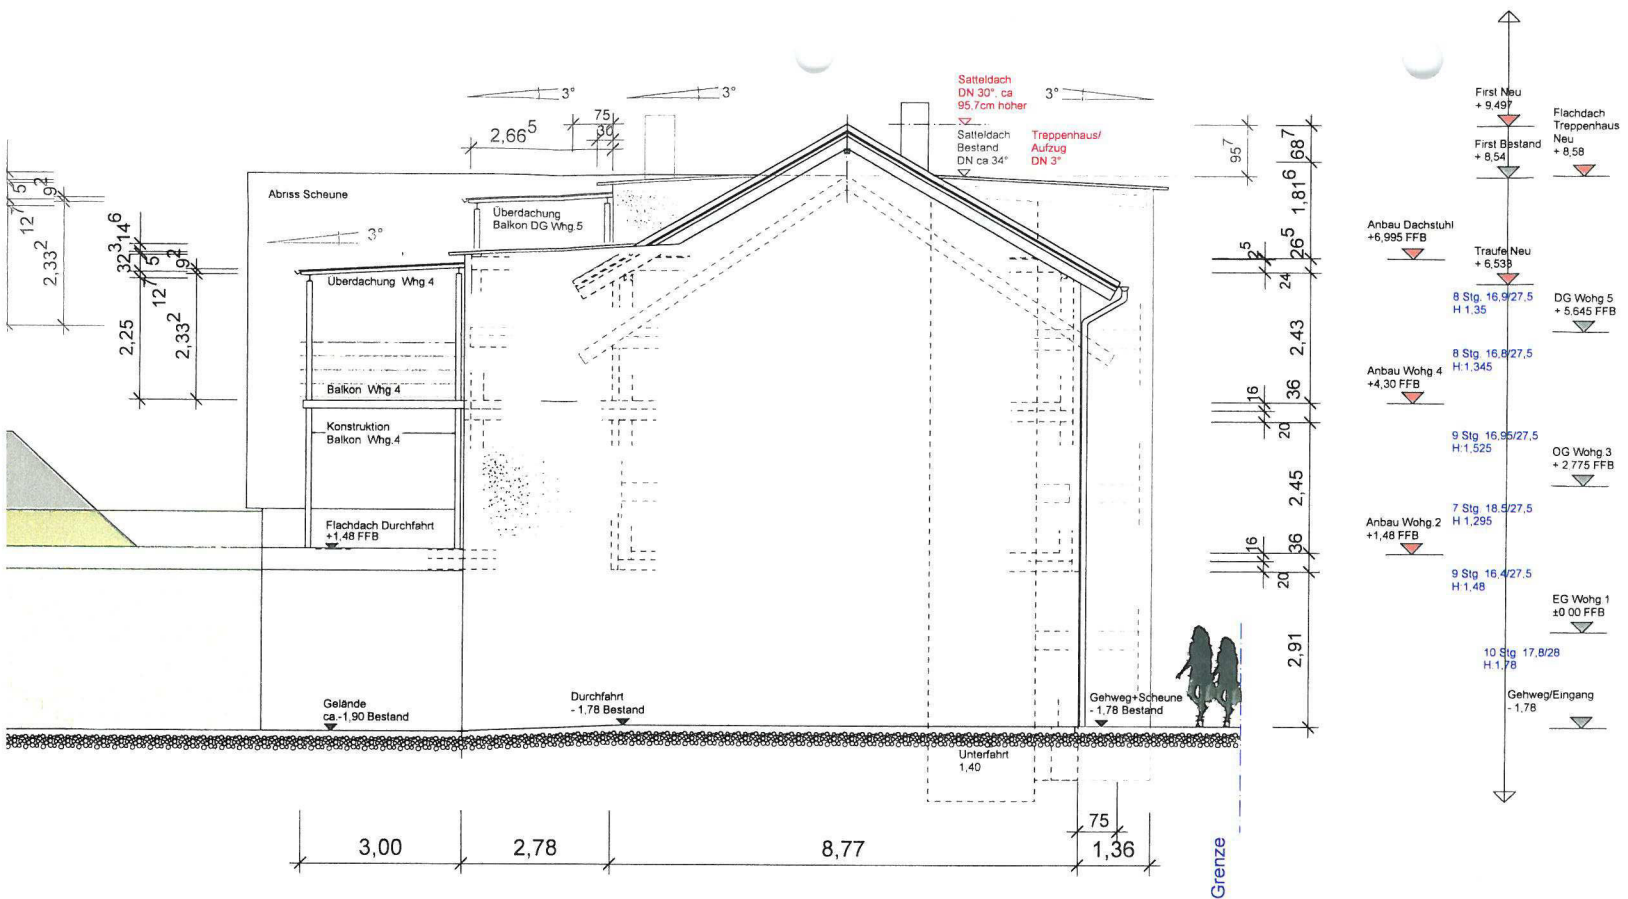 3°
3°
3°
2,66⁵
75
30
Satteldach
DN 30°. ca
95,7cm höher
Satteldach
Bestand
DN ca 34°
Treppenhaus/
Aufzug
DN 3°
95⁷
68⁷
1,81⁶
26⁵
2,43
36
2,45
36
2,91
24
16
20
16
20
First Neu
+ 9,497
First Bestand
+ 8,54
Flachdach
Treppenhaus
Neu
+ 8,58
Anbau Dachstuhl
+6,995 FFB
Traufe Neu
+ 6,538
8 Stg. 16,9/27,5
H 1,35
DG Wohg 5
+ 5.645 FFB
8 Stg. 16,8/27,5
H:1,345
Anbau Wohg 4
+4,30 FFB
9 Stg 16,95/27,5
H:1,525
OG Wohg.3
+ 2,775 FFB
7 Stg. 18.5/27,5
H 1,295
Anbau Wohg.2
+1,48 FFB
9 Stg 16,4/27,5
H:1,48
EG Wohg 1
±0 00 FFB
10 Stg 17,8/28
H:1,78
Gehweg/Eingang
- 1,78
Abriss Scheune
3°
Überdachung
Balkon DG Whg.5
Überdachung Whg 4
Balkon Whg 4
Konstruktion
Balkon Whg.4
Flachdach Durchfahrt
+1,48 FFB
5¹
9²
12⁷
2,33²
14⁶
32³
5¹
9²
12⁷
2,25
2,33²
Gelände
ca.-1,90 Bestand
Durchfahrt
- 1,78 Bestand
Gehweg+Scheune
- 1,78 Bestand
Unterfahrt
1,40
3,00
2,78
8,77
75
1,36
Grenze